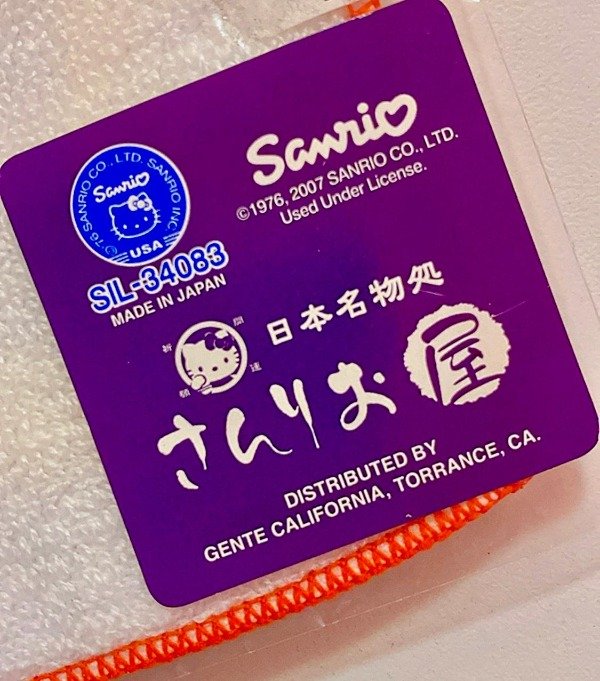 © '76 SANRIO CO., LTD. SANRIO INC.
Sanrio
USA
SIL-34083
MADE IN JAPAN
Sanrio
©1976, 2007 SANRIO CO., LTD.
Used Under License.
日本名物処
さんりお屋
DISTRIBUTED BY
GENTE CALIFORNIA, TORRANCE, CA.